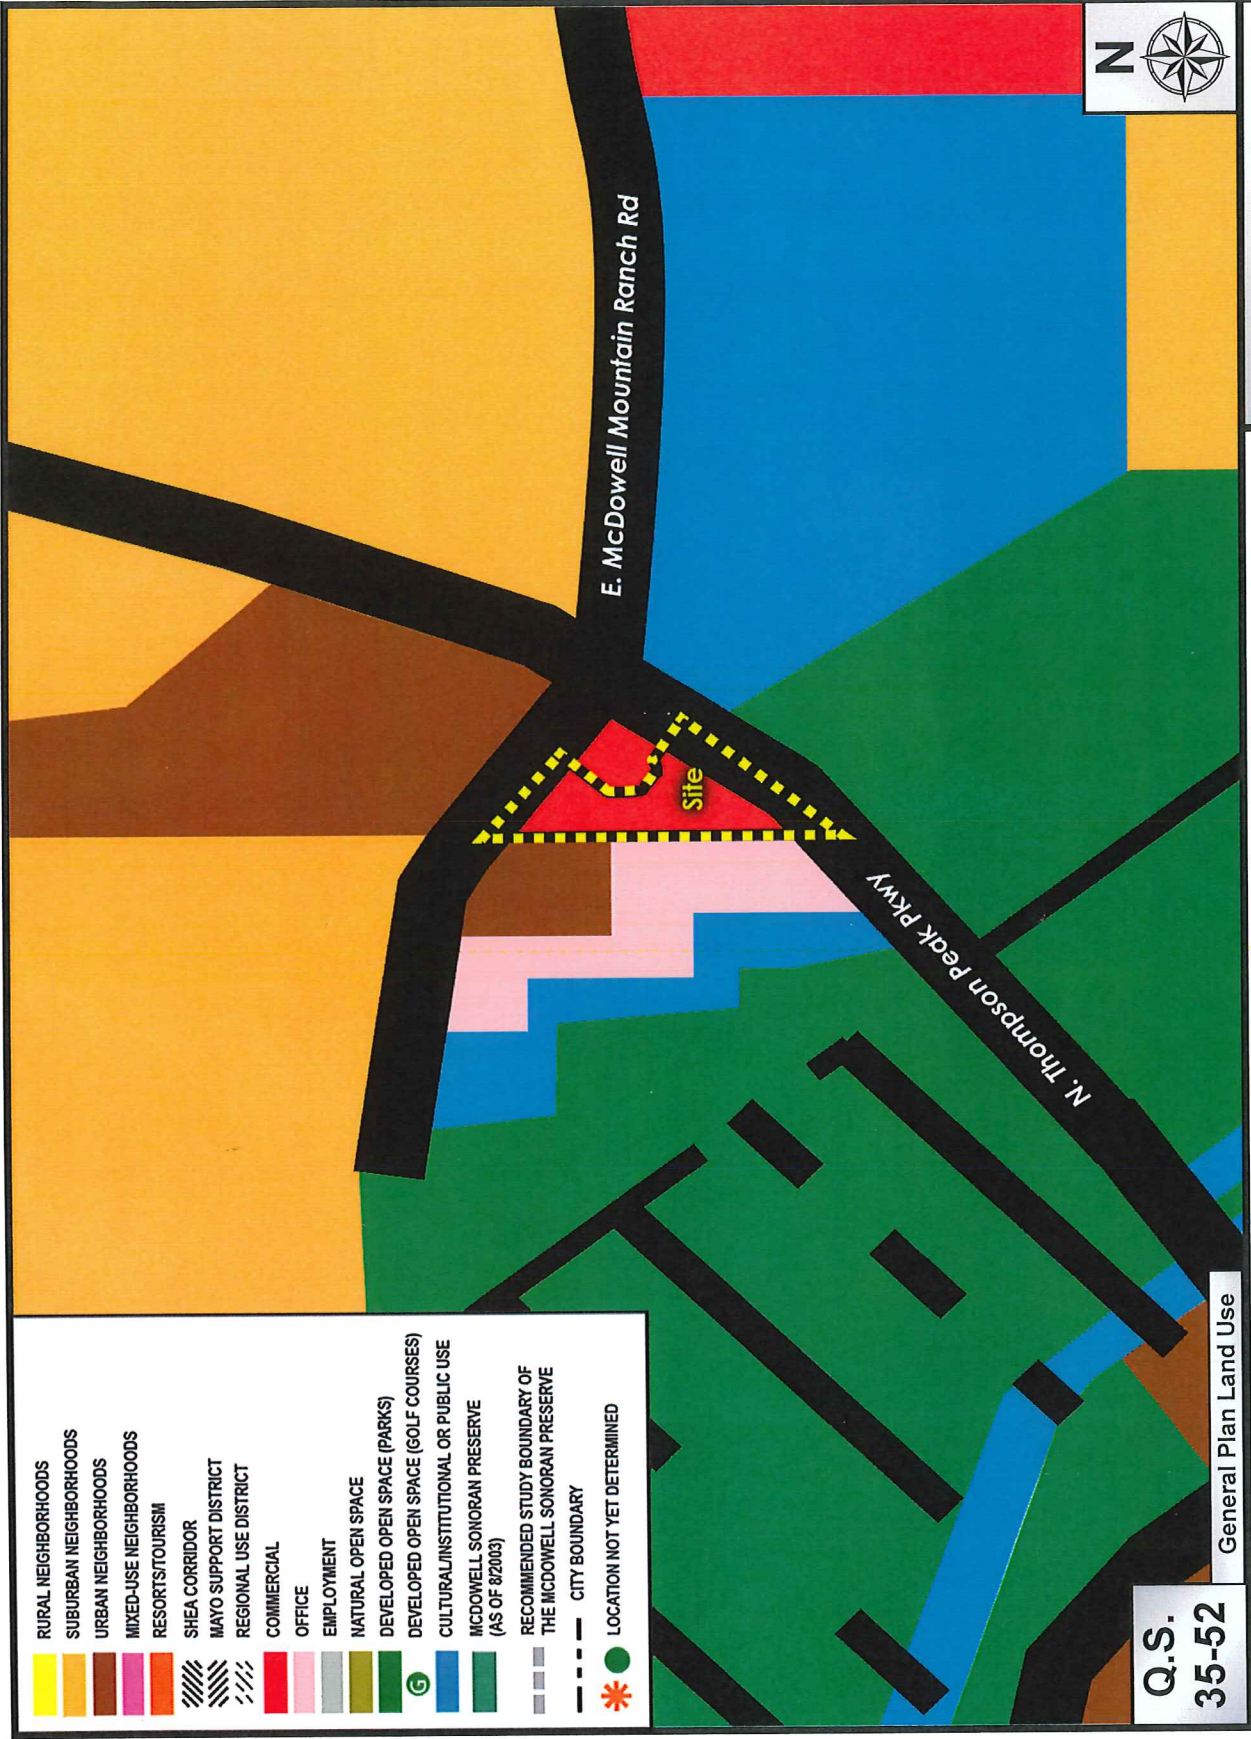 RURAL NEIGHBORHOODS
SUBURBAN NEIGHBORHOODS
URBAN NEIGHBORHOODS
MIXED-USE NEIGHBORHOODS
RESORTS/TOURISM
SHEA CORRIDOR
MAYO SUPPORT DISTRICT
REGIONAL USE DISTRICT
COMMERCIAL
OFFICE
EMPLOYMENT
NATURAL OPEN SPACE
DEVELOPED OPEN SPACE (PARKS)
G DEVELOPED OPEN SPACE (GOLF COURSES)
CULTURAL/INSTITUTIONAL OR PUBLIC USE
MCDOWELL SONORAN PRESERVE
(AS OF 8/2003)
RECOMMENDED STUDY BOUNDARY OF
THE MCDOWELL SONORAN PRESERVE
CITY BOUNDARY
LOCATION NOT YET DETERMINED
E. McDowell Mountain Ranch Rd
Site
N. Thompson Peak Pkwy
N
Q.S.
35-52
General Plan Land Use